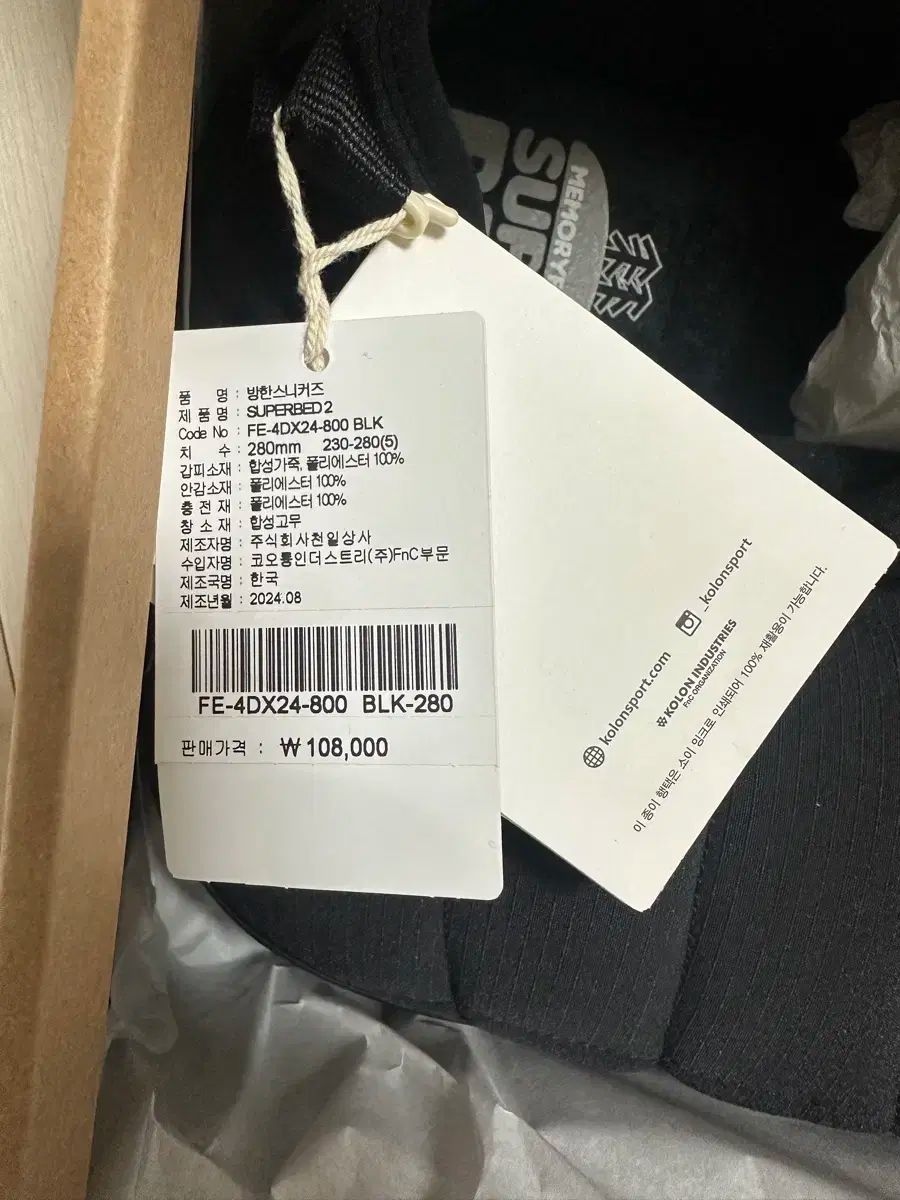 품 명 : 방한스니커즈
제 품 명 : SUPERBED 2
Code No : FE-4DX24-800 BLK
치 수 : 280mm 230-280(5)
갑피소재 : 합성가죽, 폴리에스터 100%
안감소재 : 폴리에스터 100%
충 전 재 : 폴리에스터 100%
창 소 재 : 합성고무
제조자명 : 주식회사천일상사
수입자명 : 코오롱인더스트리(주)FnC부문
제조국명 : 한국
제조년월 : 2024.08
FE-4DX24-800 BLK-280
판매가격 : ₩ 108,000
kolonsport.com
_kolonsport
KOLON INDUSTRIES
FnC ORGANIZATION
이 종이 행택은 소이 잉크로 인쇄되어 100% 재활용이 가능합니다.